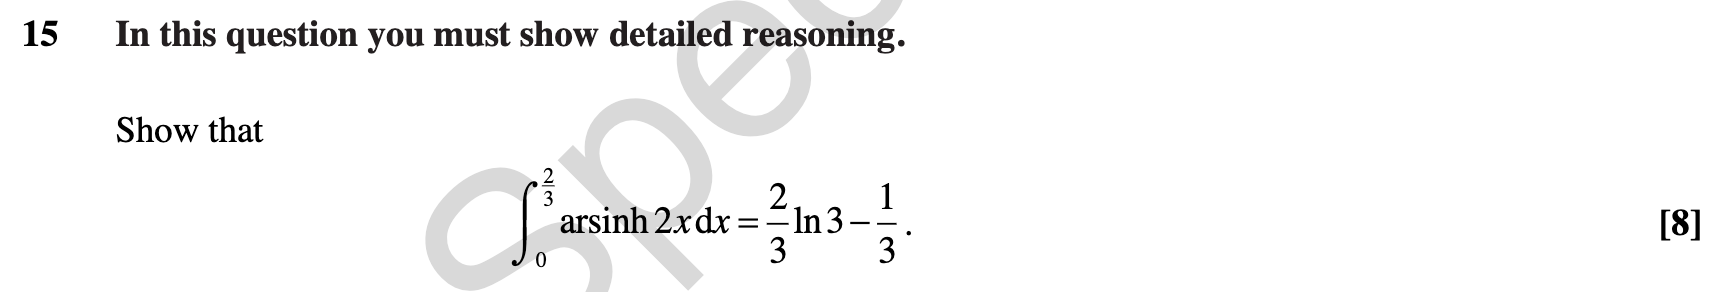 15 In this question you must show detailed reasoning.
Show that
∫₀^{2/3} arsinh 2x dx = 2/3 ln 3 − 1/3. [8]
Spec